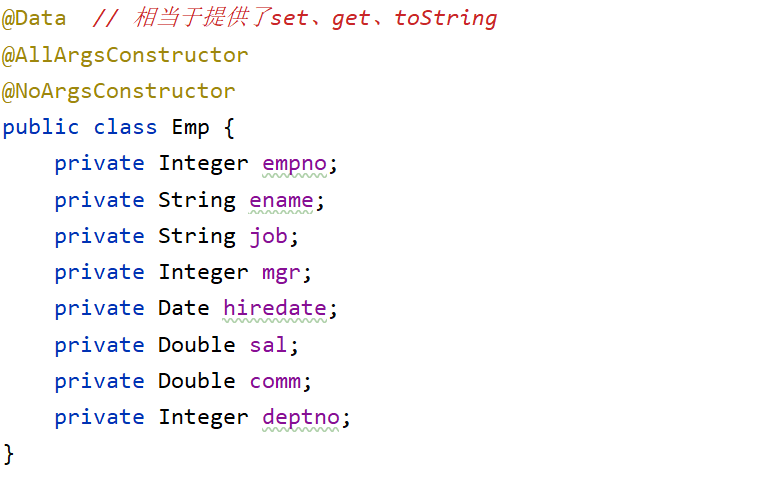 @Data  // 相当于提供了set、get、toString
@AllArgsConstructor
@NoArgsConstructor
public class Emp {
    private Integer empno;
    private String ename;
    private String job;
    private Integer mgr;
    private Date hiredate;
    private Double sal;
    private Double comm;
    private Integer deptno;
}